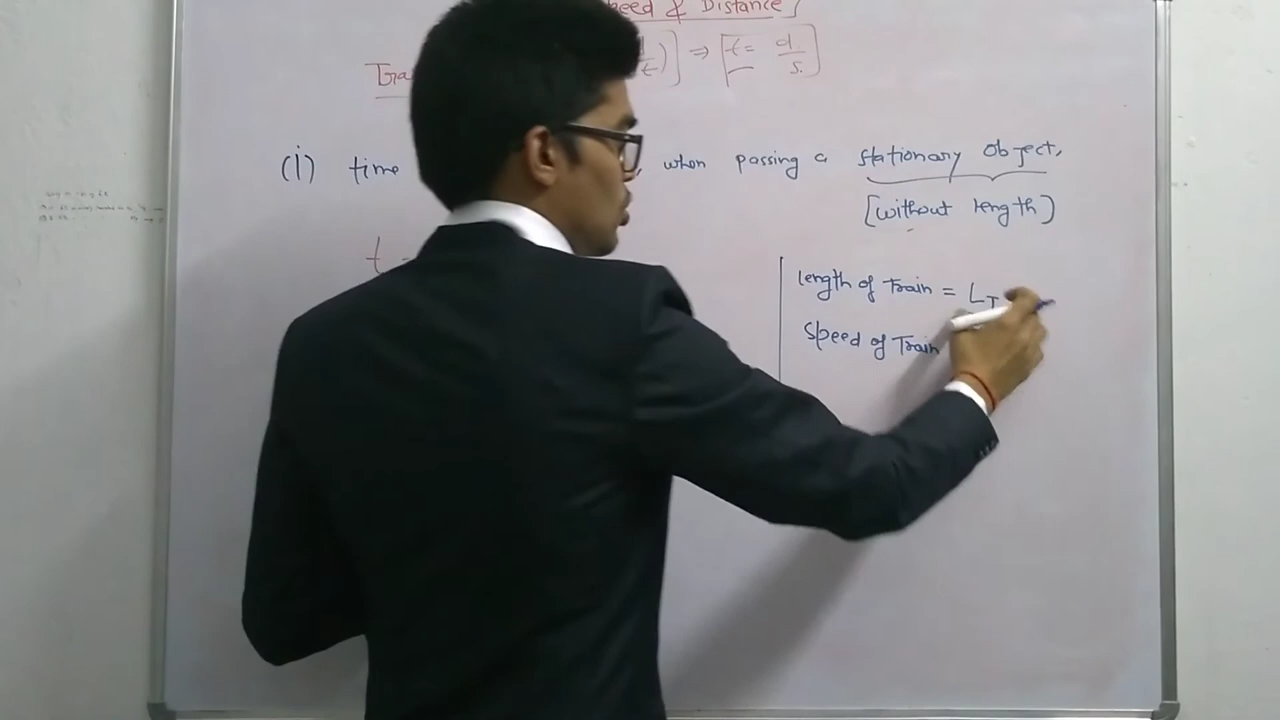 Speed & Distance
t)] ⇒ [t = d/s]
(i) time when passing a stationary object,
[without length)
t
length of Train = L_T
Speed of Train